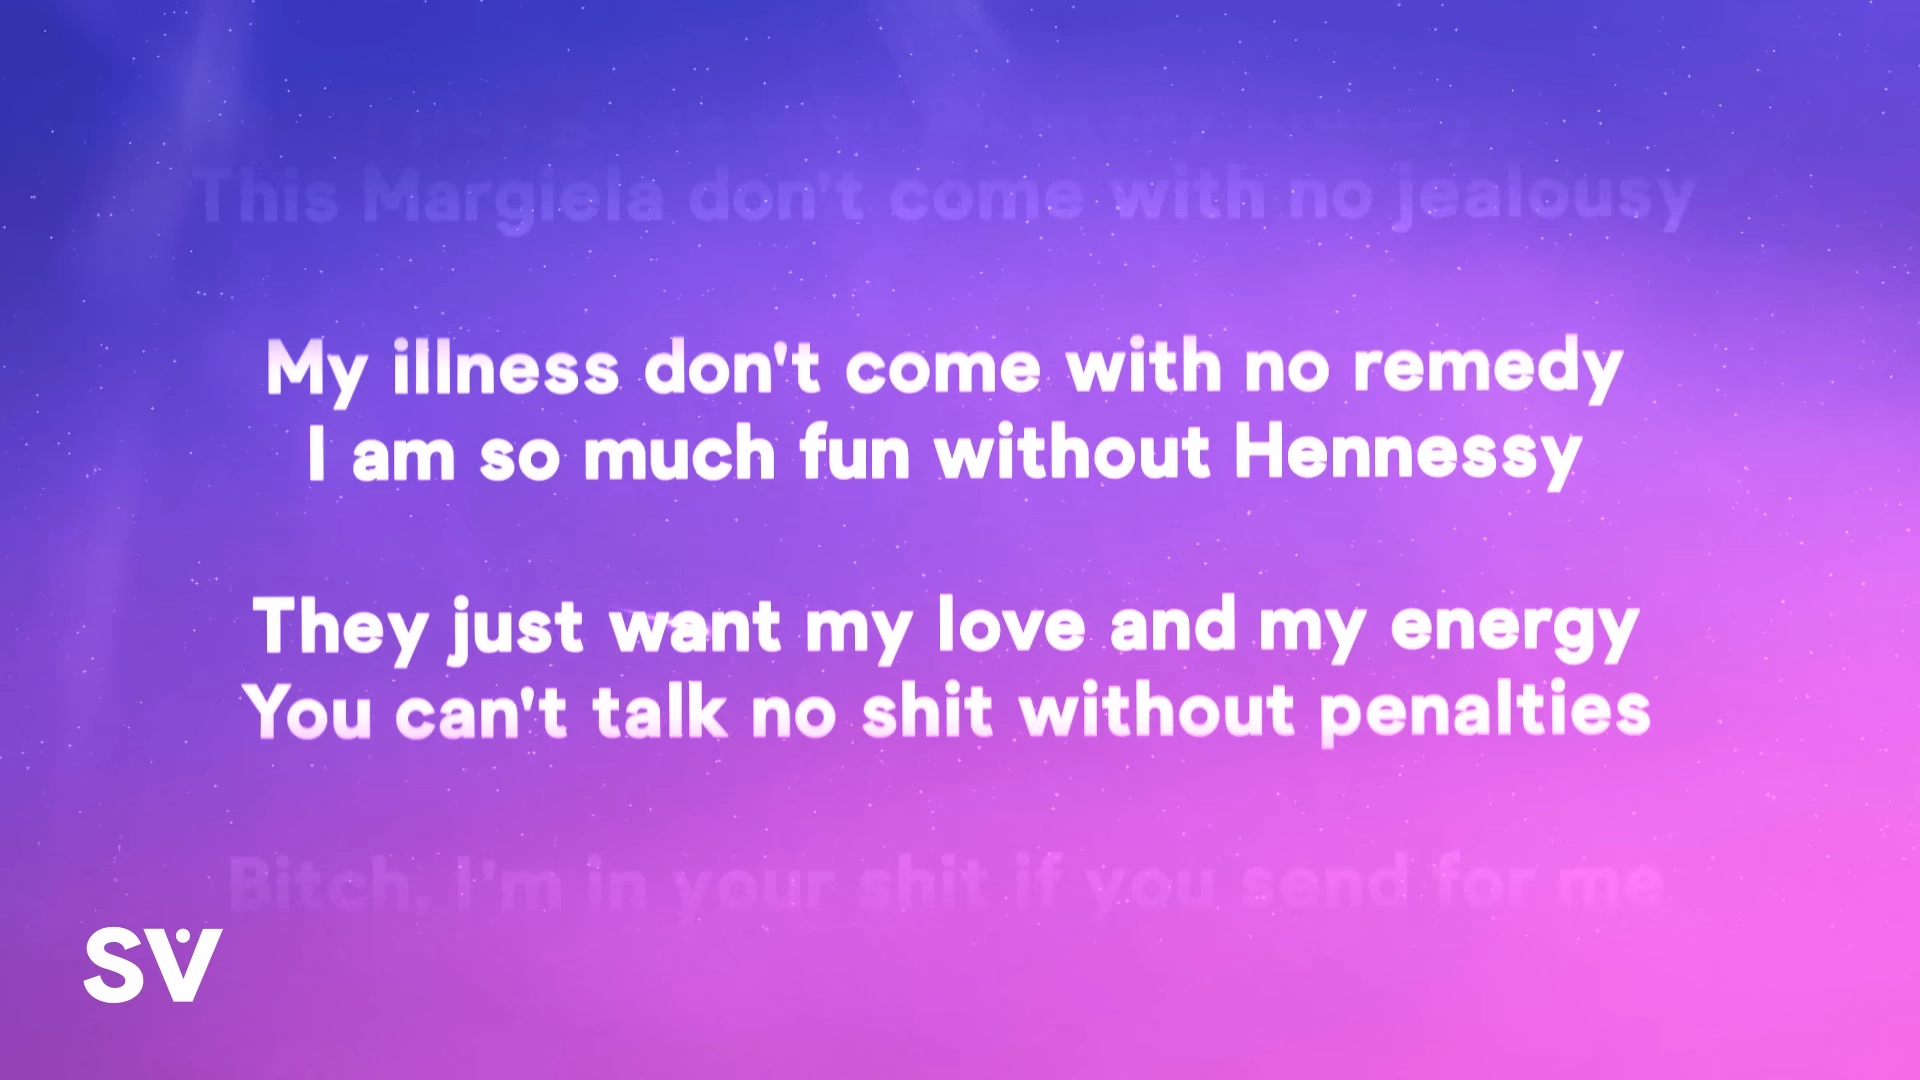 This Margiela don't come with no jealousy
My illness don't come with no remedy
I am so much fun without Hennessy
They just want my love and my energy
You can't talk no shit without penalties
Bitch, I'm in your shit if you send for me
SV